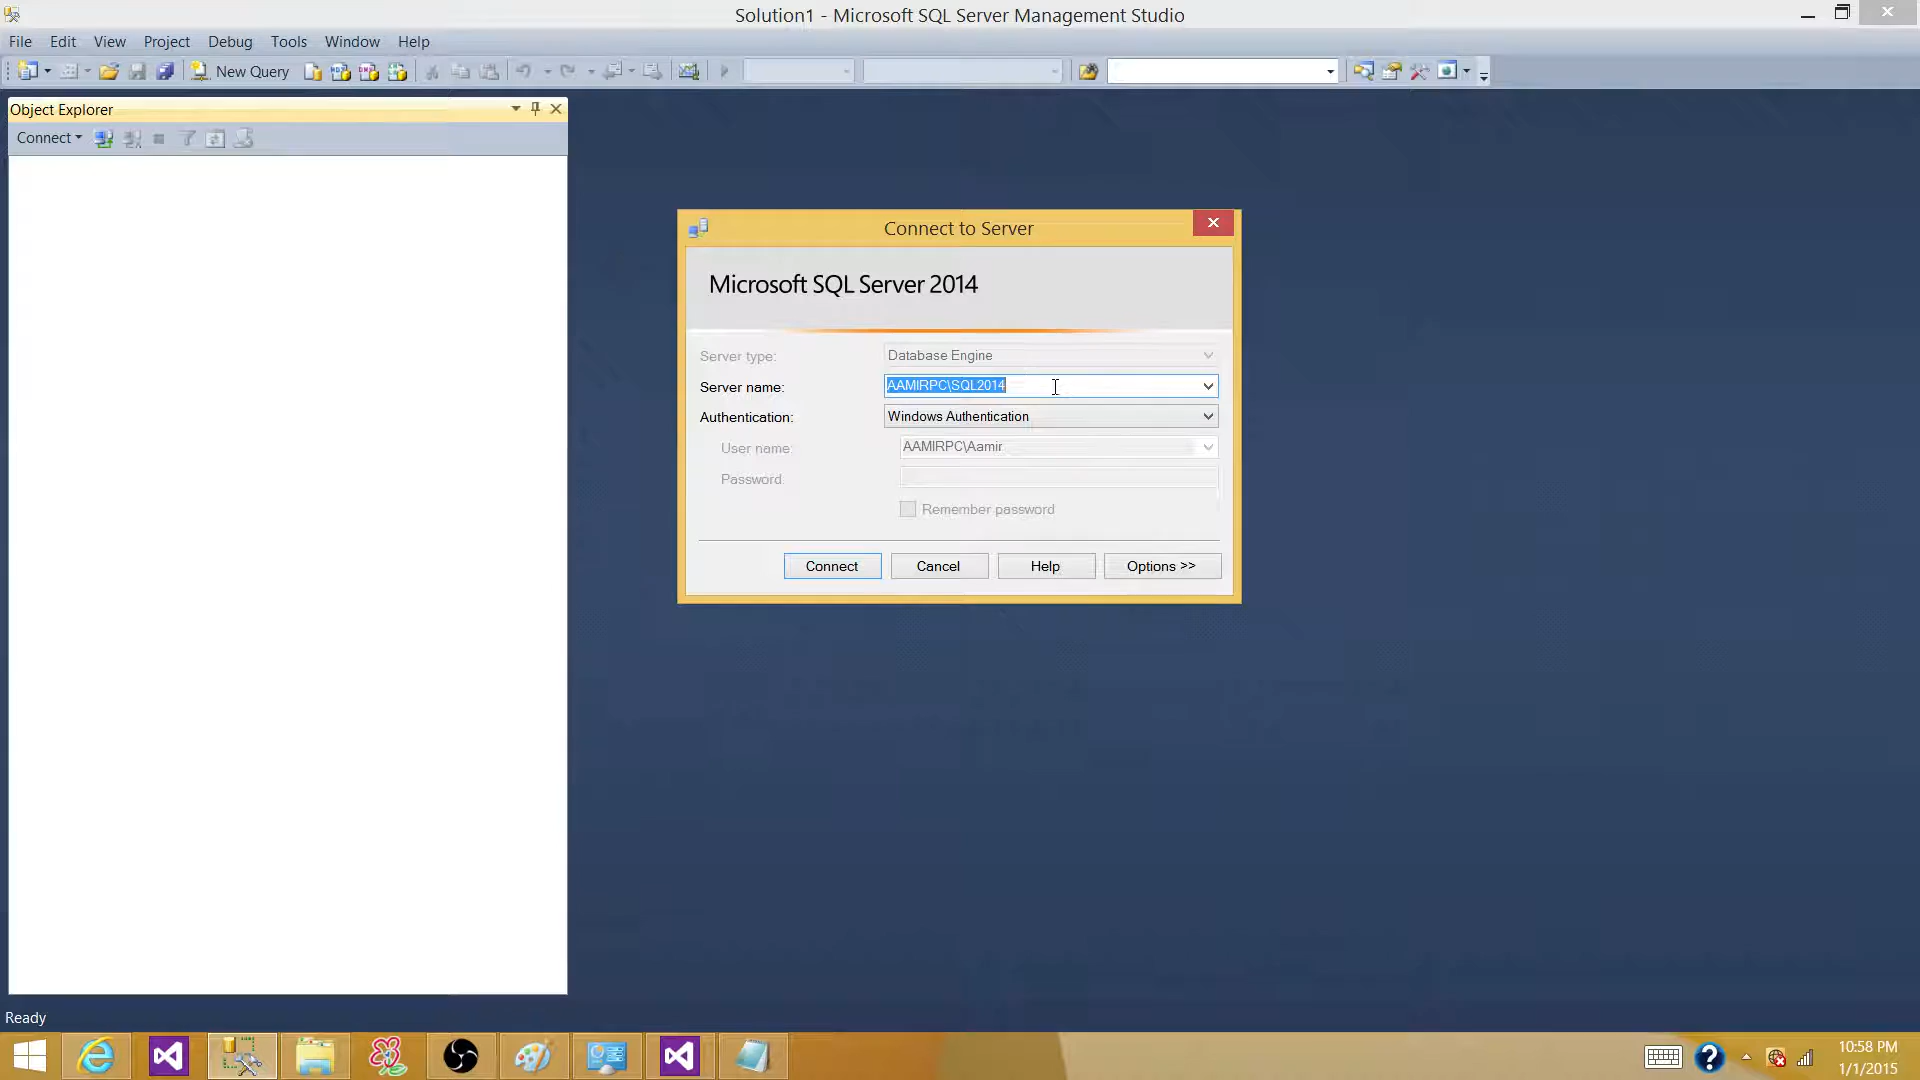 Solution1 - Microsoft SQL Server Management Studio
File Edit View Project Debug Tools Window Help
New Query
Object Explorer
Connect
Connect to Server
Microsoft SQL Server 2014
Server type: Database Engine
Server name: AAMIRPC\SQL2014
Authentication: Windows Authentication
User name: AAMIRPC\Aamir
Password:
Remember password
Connect Cancel Help Options >>
Ready
10:58 PM
1/1/2015